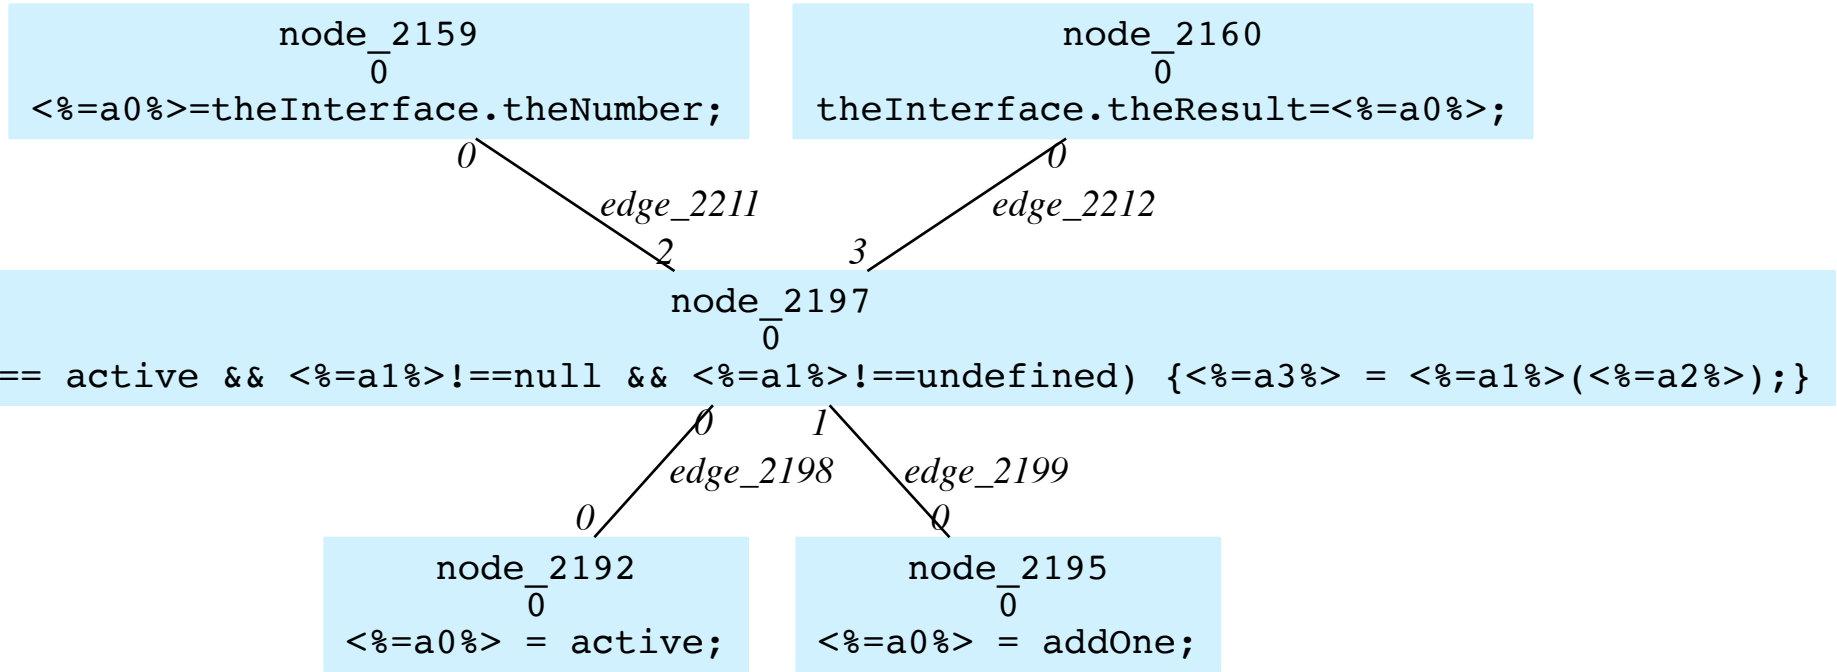 node_2159
0
<%=a0%>=theInterface.theNumber;
node_2160
0
theInterface.theResult=<%=a0%>;
0
0
edge_2211
edge_2212
2
3
node_2197
0
== active && <%=a1%>!==null && <%=a1%>!==undefined) {<%=a3%> = <%=a1%>(<%=a2%>);}
0
1
edge_2198
edge_2199
0
0
node_2192
0
<%=a0%> = active;
node_2195
0
<%=a0%> = addOne;